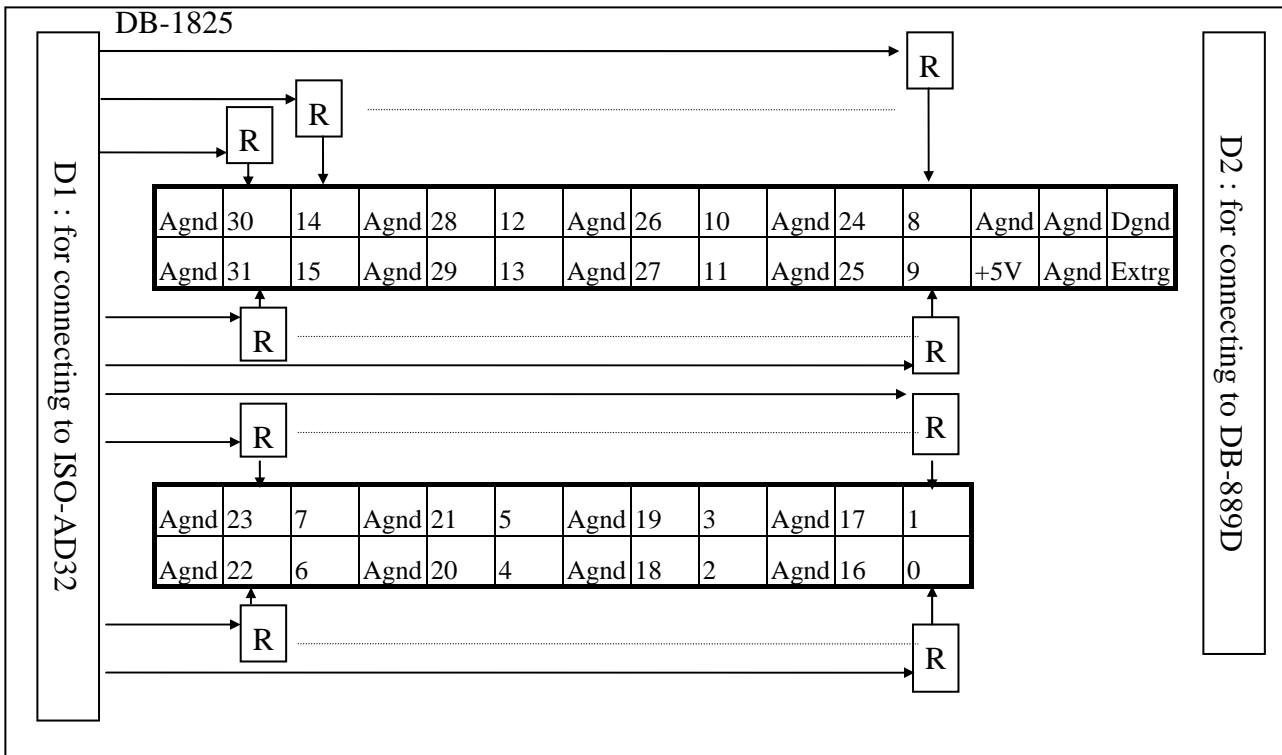 DB-1825
R
R
R
Agnd 30 14 Agnd 28 12 Agnd 26 10 Agnd 24 8 Agnd Agnd Dgnd
Agnd 31 15 Agnd 29 13 Agnd 27 11 Agnd 25 9 +5V Agnd Extrg
R
R
R
R
Agnd 23 7 Agnd 21 5 Agnd 19 3 Agnd 17 1
Agnd 22 6 Agnd 20 4 Agnd 18 2 Agnd 16 0
R
R
D1 : for connecting to ISO-AD32
D2 : for connecting to DB-889D